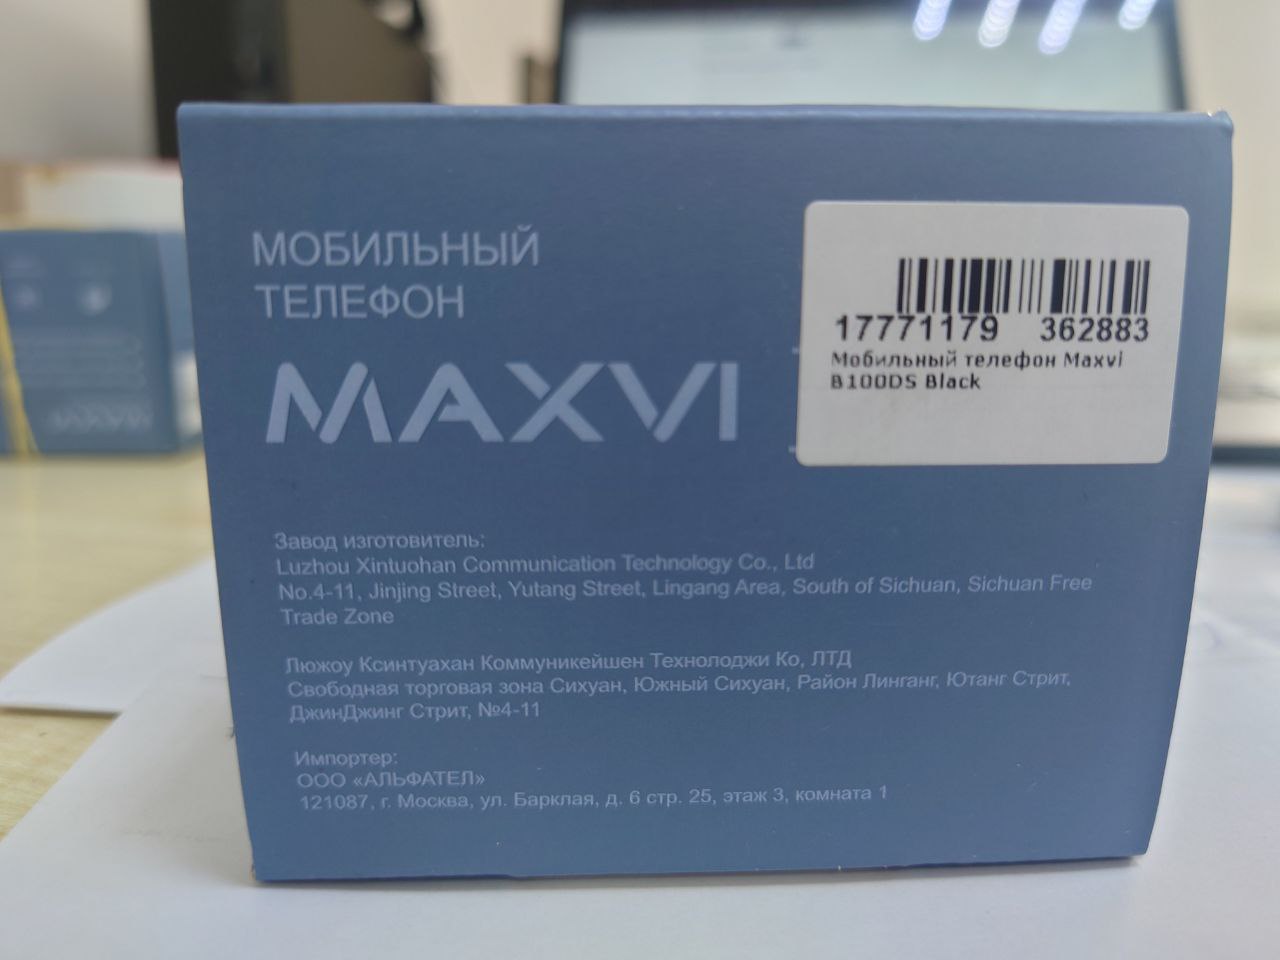 МОБИЛЬНЫЙ
ТЕЛЕФОН
MAXVI
17771179 362883
Мобильный телефон Maxvi
B100DS Black
Завод изготовитель:
Luzhou Xintuohan Communication Technology Co., Ltd
No.4-11, Jinjing Street, Yutang Street, Lingang Area, South of Sichuan, Sichuan Free
Trade Zone
Люжоу Ксинтуахан Коммуникейшен Технолоджи Ко, ЛТД
Свободная торговая зона Сихуан, Южный Сихуан, Район Линганг, Ютанг Стрит,
ДжинДжинг Стрит, №4-11
Импортер:
ООО «АЛЬФАТЕЛ»
121087, г. Москва, ул. Барклая, д. 6 стр. 25, этаж 3, комната 1
MAXVI